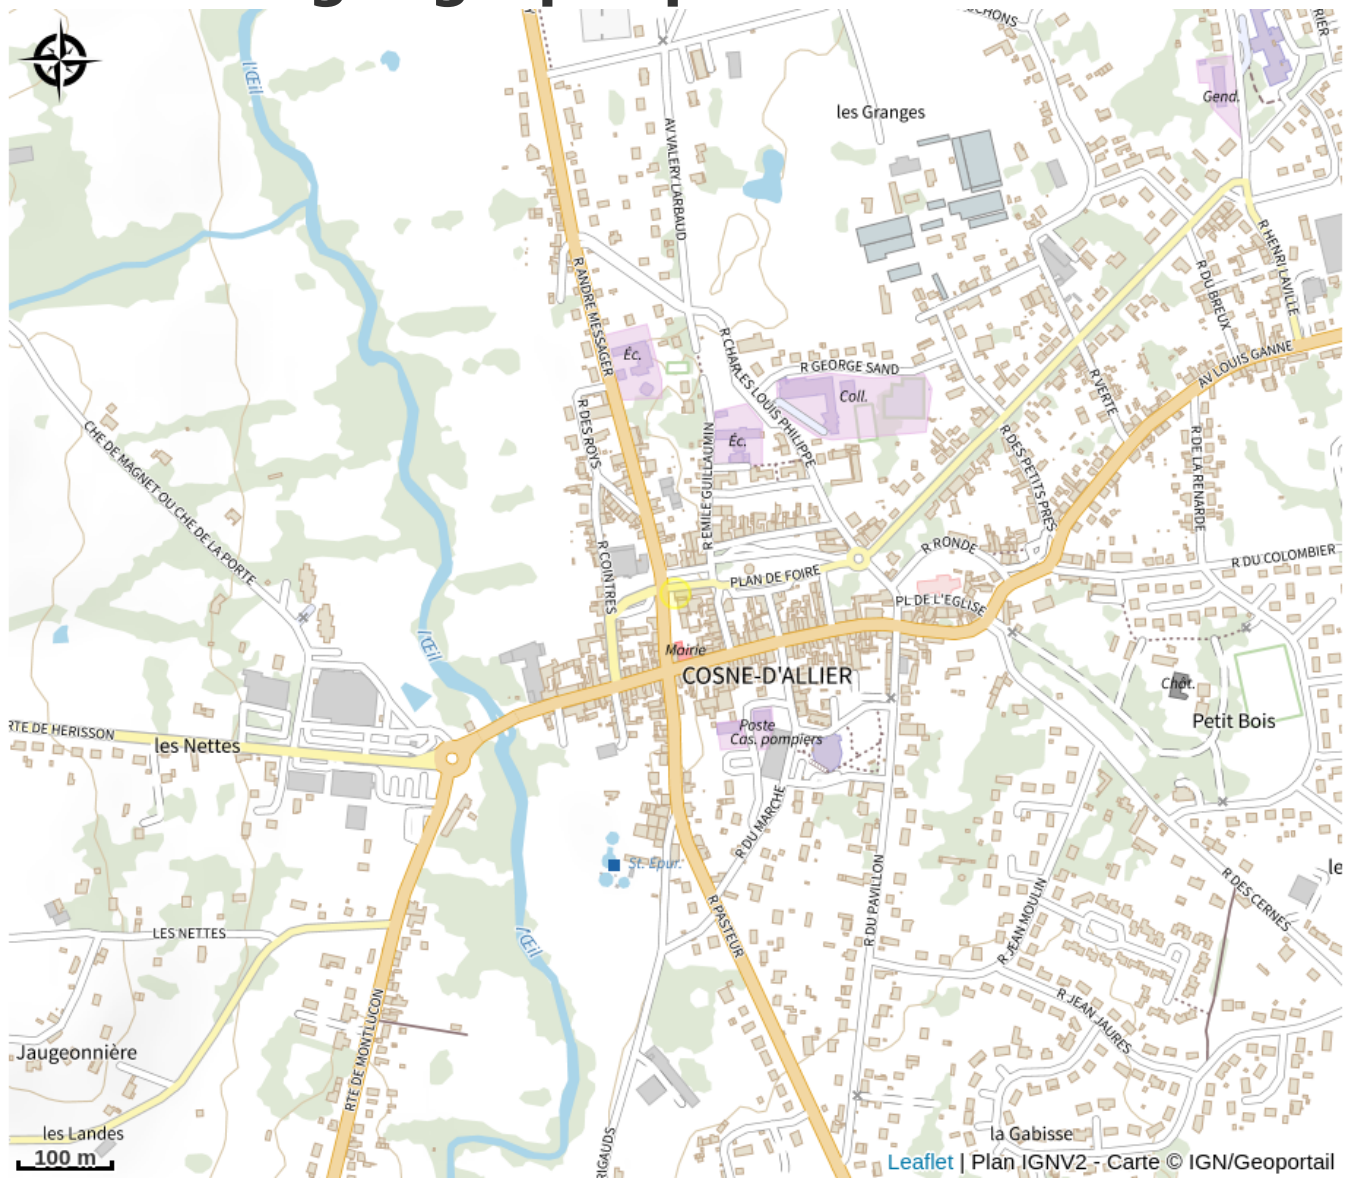 l'Œil
les Granges
Gend.
AV VALERY LARBAUD
R HENRI LAVILLE
R DU BREUX
R ANDRE MESSAGER
Éc.
R CHARLES LOUIS PHILIPPE
R GEORGE SAND
Coll.
R VERTE
AV LOUIS GANNE
R DES ROYS
Éc.
R EMILE GUILLAUMIN
R DES PETITS PRES
R DE LA RENARDE
CHE DE MAGNET OU CHE DE LA PORTE
R COINTRES
PLAN DE FOIRE
R RONDE
R DU COLOMBIER
PL DE L'EGLISE
l'Œil
Mairie
COSNE-D'ALLIER
Chât.
Petit Bois
RTE DE HERISSON
les Nettes
Poste
Cas. pompiers
R DU MARCHE
St. Epur.
R PASTEUR
R DU PAVILLON
R JEAN MOULIN
R DES CERNES
le
LES NETTES
l'Œil
R JEAN JAURES
Jaugeonnière
RTE DE MONTLUCON
les Landes
RIGAUDS
la Gabisse
100 m
Leaflet | Plan IGNV2 - Carte © IGN/Geoportail